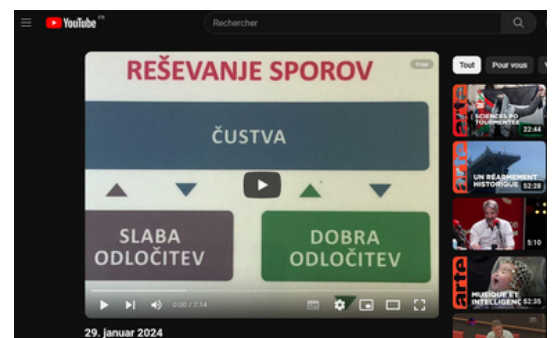 YouTube FR
Rechercher
REŠEVANJE SPOROV
ČUSTVA
SLABA
ODLOČITEV
DOBRA
ODLOČITEV
0:00 / 7:14
29. januar 2024
Tout
Pour vous
arte
SCIENCES PO
TOURMENTÉE
22:44
arte
UN RÉARMEMENT
HISTORIQUE
52:28
5:10
arte
MUSIQUE ET
INTELLIGENC
52:35